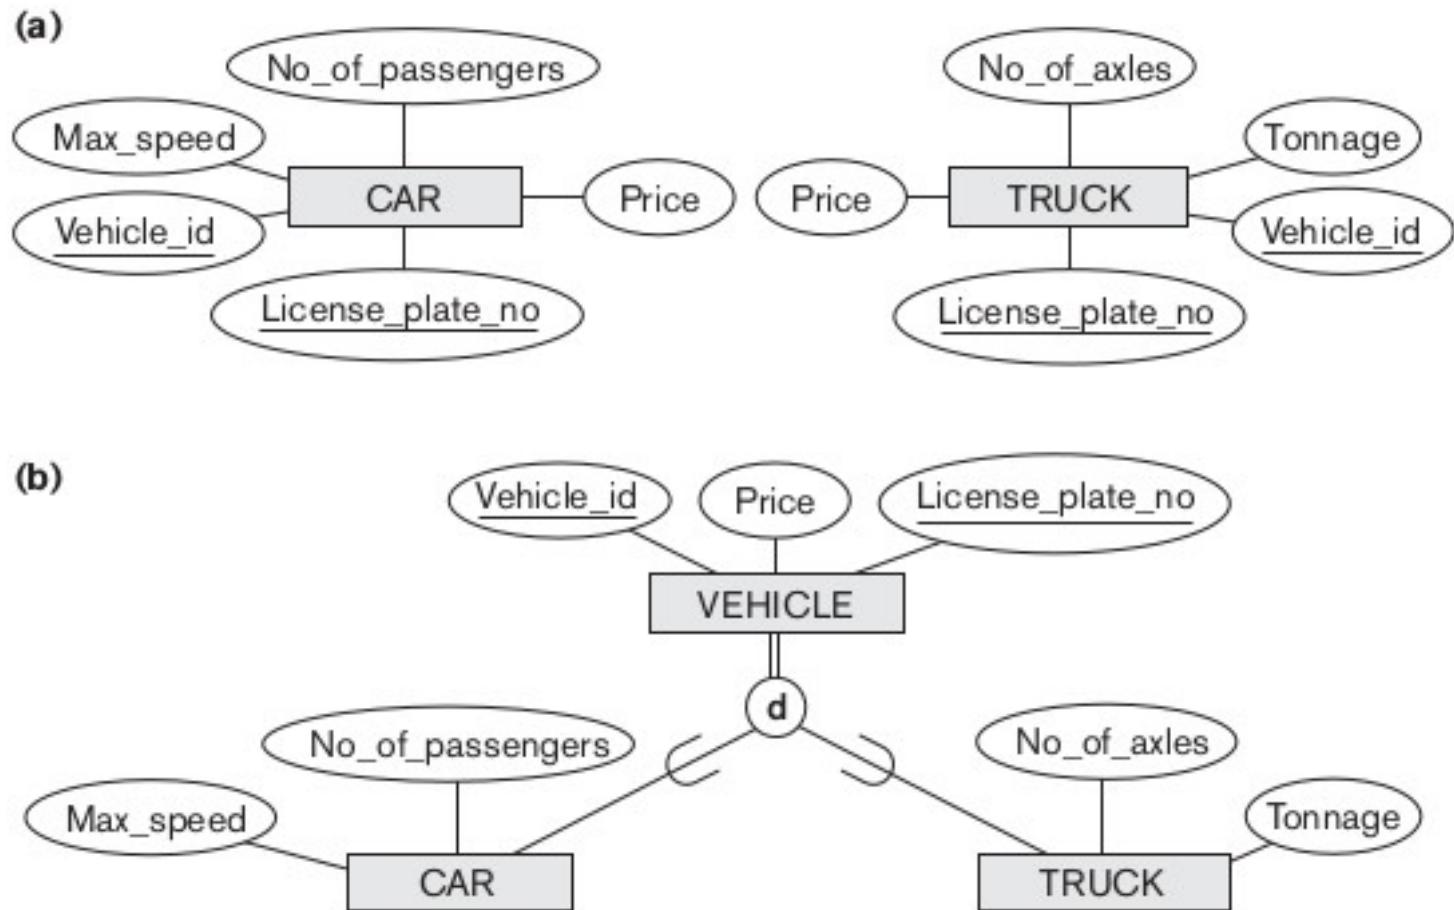 (a)
No_of_passengers
No_of_axles
Max_speed
Tonnage
CAR
Price
Price
TRUCK
Vehicle_id
Vehicle_id
License_plate_no
License_plate_no
(b)
Vehicle_id
Price
License_plate_no
VEHICLE
d
No_of_passengers
No_of_axles
Max_speed
Tonnage
CAR
TRUCK